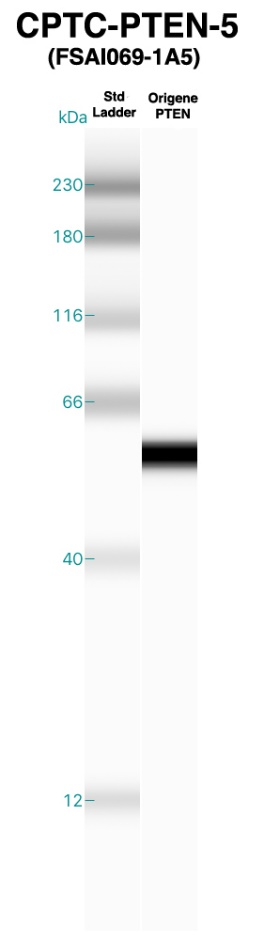 CPTC-PTEN-5
(FSAI069-1A5)
Std Origene
kDa Ladder PTEN
230
180
116
66
40
12